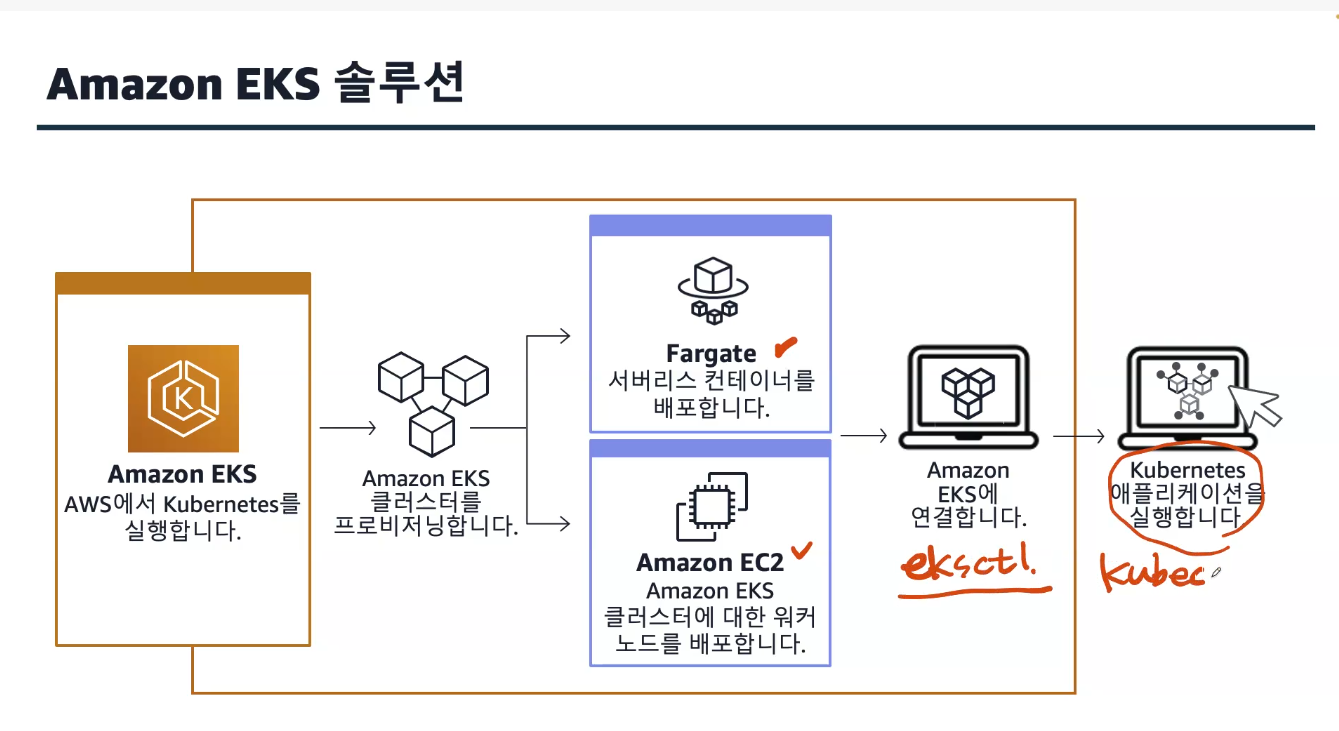 Amazon EKS 솔루션
Amazon EKS
AWS에서 Kubernetes를
실행합니다.
Amazon EKS
클러스터를
프로비저닝합니다.
Fargate
서버리스 컨테이너를
배포합니다.
Amazon EC2
Amazon EKS
클러스터에 대한 워커
노드를 배포합니다.
Amazon
EKS에
연결합니다.
eksctl.
Kubernetes
애플리케이션을
실행합니다.
kubec